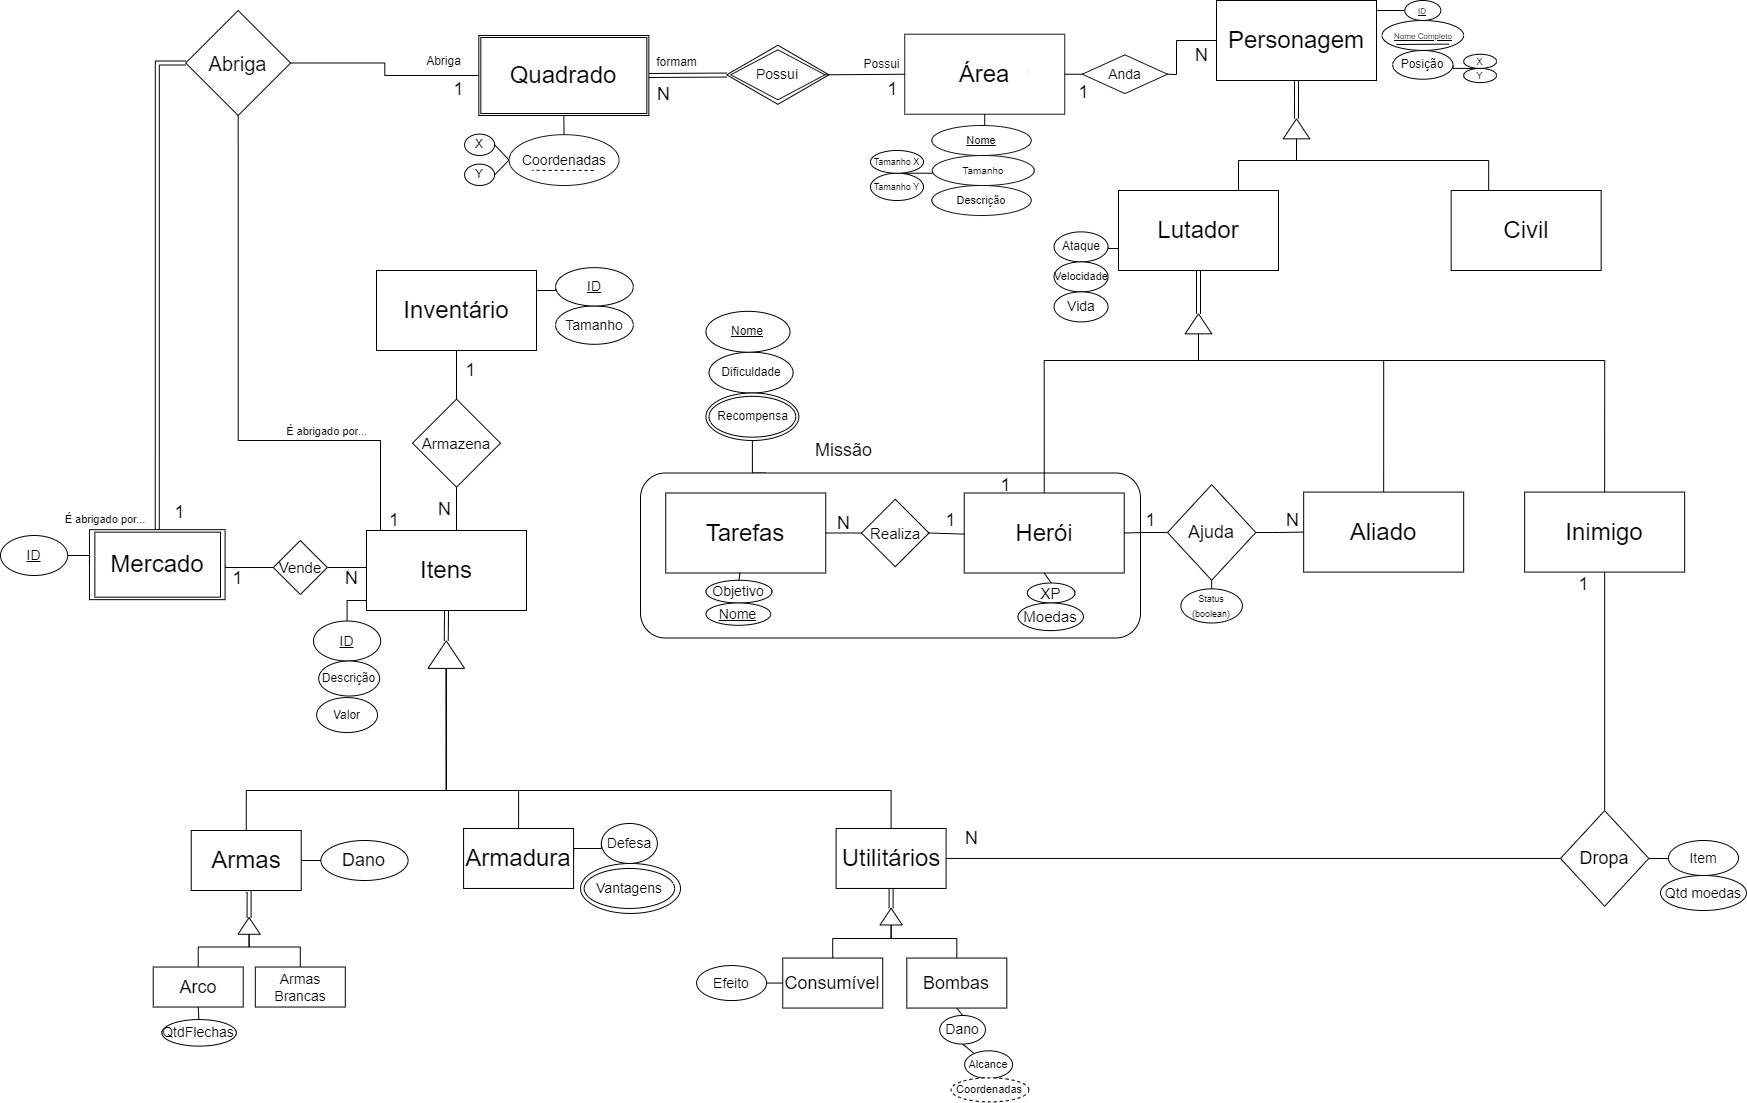 Abriga
Abriga
1
Quadrado
formam
N
Possui
Possui
1
Área
1
Anda
N
Personagem
ID
Nome Completo
Posição
X
Y
X
Y
Coordenadas
Nome
Tamanho X
Tamanho Y
Tamanho
Descrição
Lutador
Civil
Ataque
Velocidade
Vida
Inventário
ID
Tamanho
1
Armazena
N
Nome
Dificuldade
Recompensa
Missão
É abrigado por...
1
É abrigado por...
1
ID
Mercado
1
Vende
N
Itens
ID
Descrição
Valor
Tarefas
N
Realiza
1
1
Herói
1
Ajuda
N
Aliado
Inimigo
1
Objetivo
Nome
XP
Moedas
Status
(boolean)
Armas
Dano
Armadura
Defesa
Vantagens
Utilitários
N
Dropa
Item
Qtd moedas
Arco
Armas
Brancas
QtdFlechas
Efeito
Consumível
Bombas
Dano
Alcance
Coordenadas